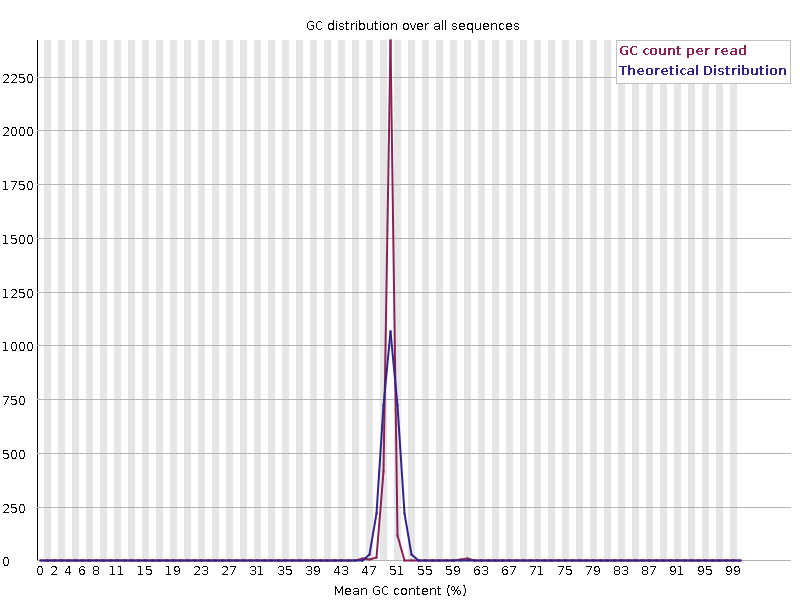 GC distribution over all sequences
GC count per read
Theoretical Distribution
2250
2000
1750
1500
1250
1000
750
500
250
0
0 2 4 6 8 11 15 19 23 27 31 35 39 43 47 51 55 59 63 67 71 75 79 83 87 91 95 99
Mean GC content (%)